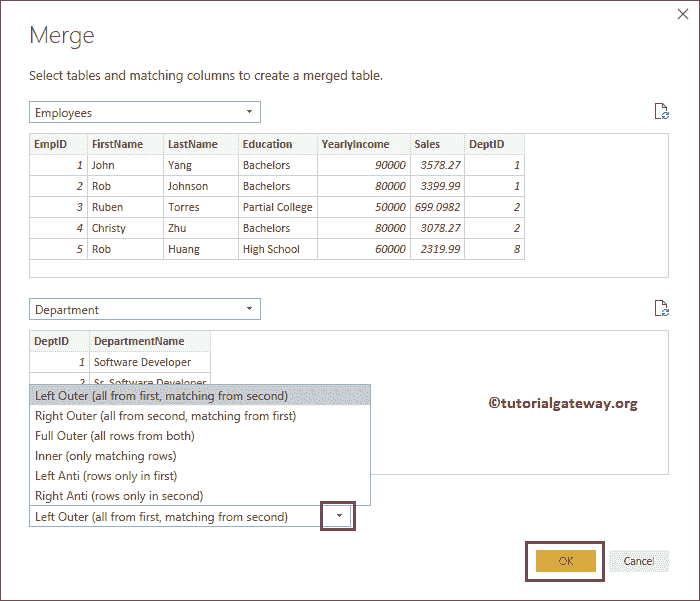 Merge
Select tables and matching columns to create a merged table.
Employees
EmpID FirstName LastName Education YearlyIncome Sales DeptID
1 John Yang Bachelors 90000 3578.27 1
2 Rob Johnson Bachelors 80000 3399.99 1
3 Ruben Torres Partial College 50000 699.0982 2
4 Christy Zhu Bachelors 80000 3078.27 2
5 Rob Huang High School 60000 2319.99 8
Department
DeptID DepartmentName
1 Software Developer
2 Sr. Software Developer
Left Outer (all from first, matching from second)
©tutorialgateway.org
Right Outer (all from second, matching from first)
Full Outer (all rows from both)
Inner (only matching rows)
Left Anti (rows only in first)
Right Anti (rows only in second)
Left Outer (all from first, matching from second)
OK Cancel